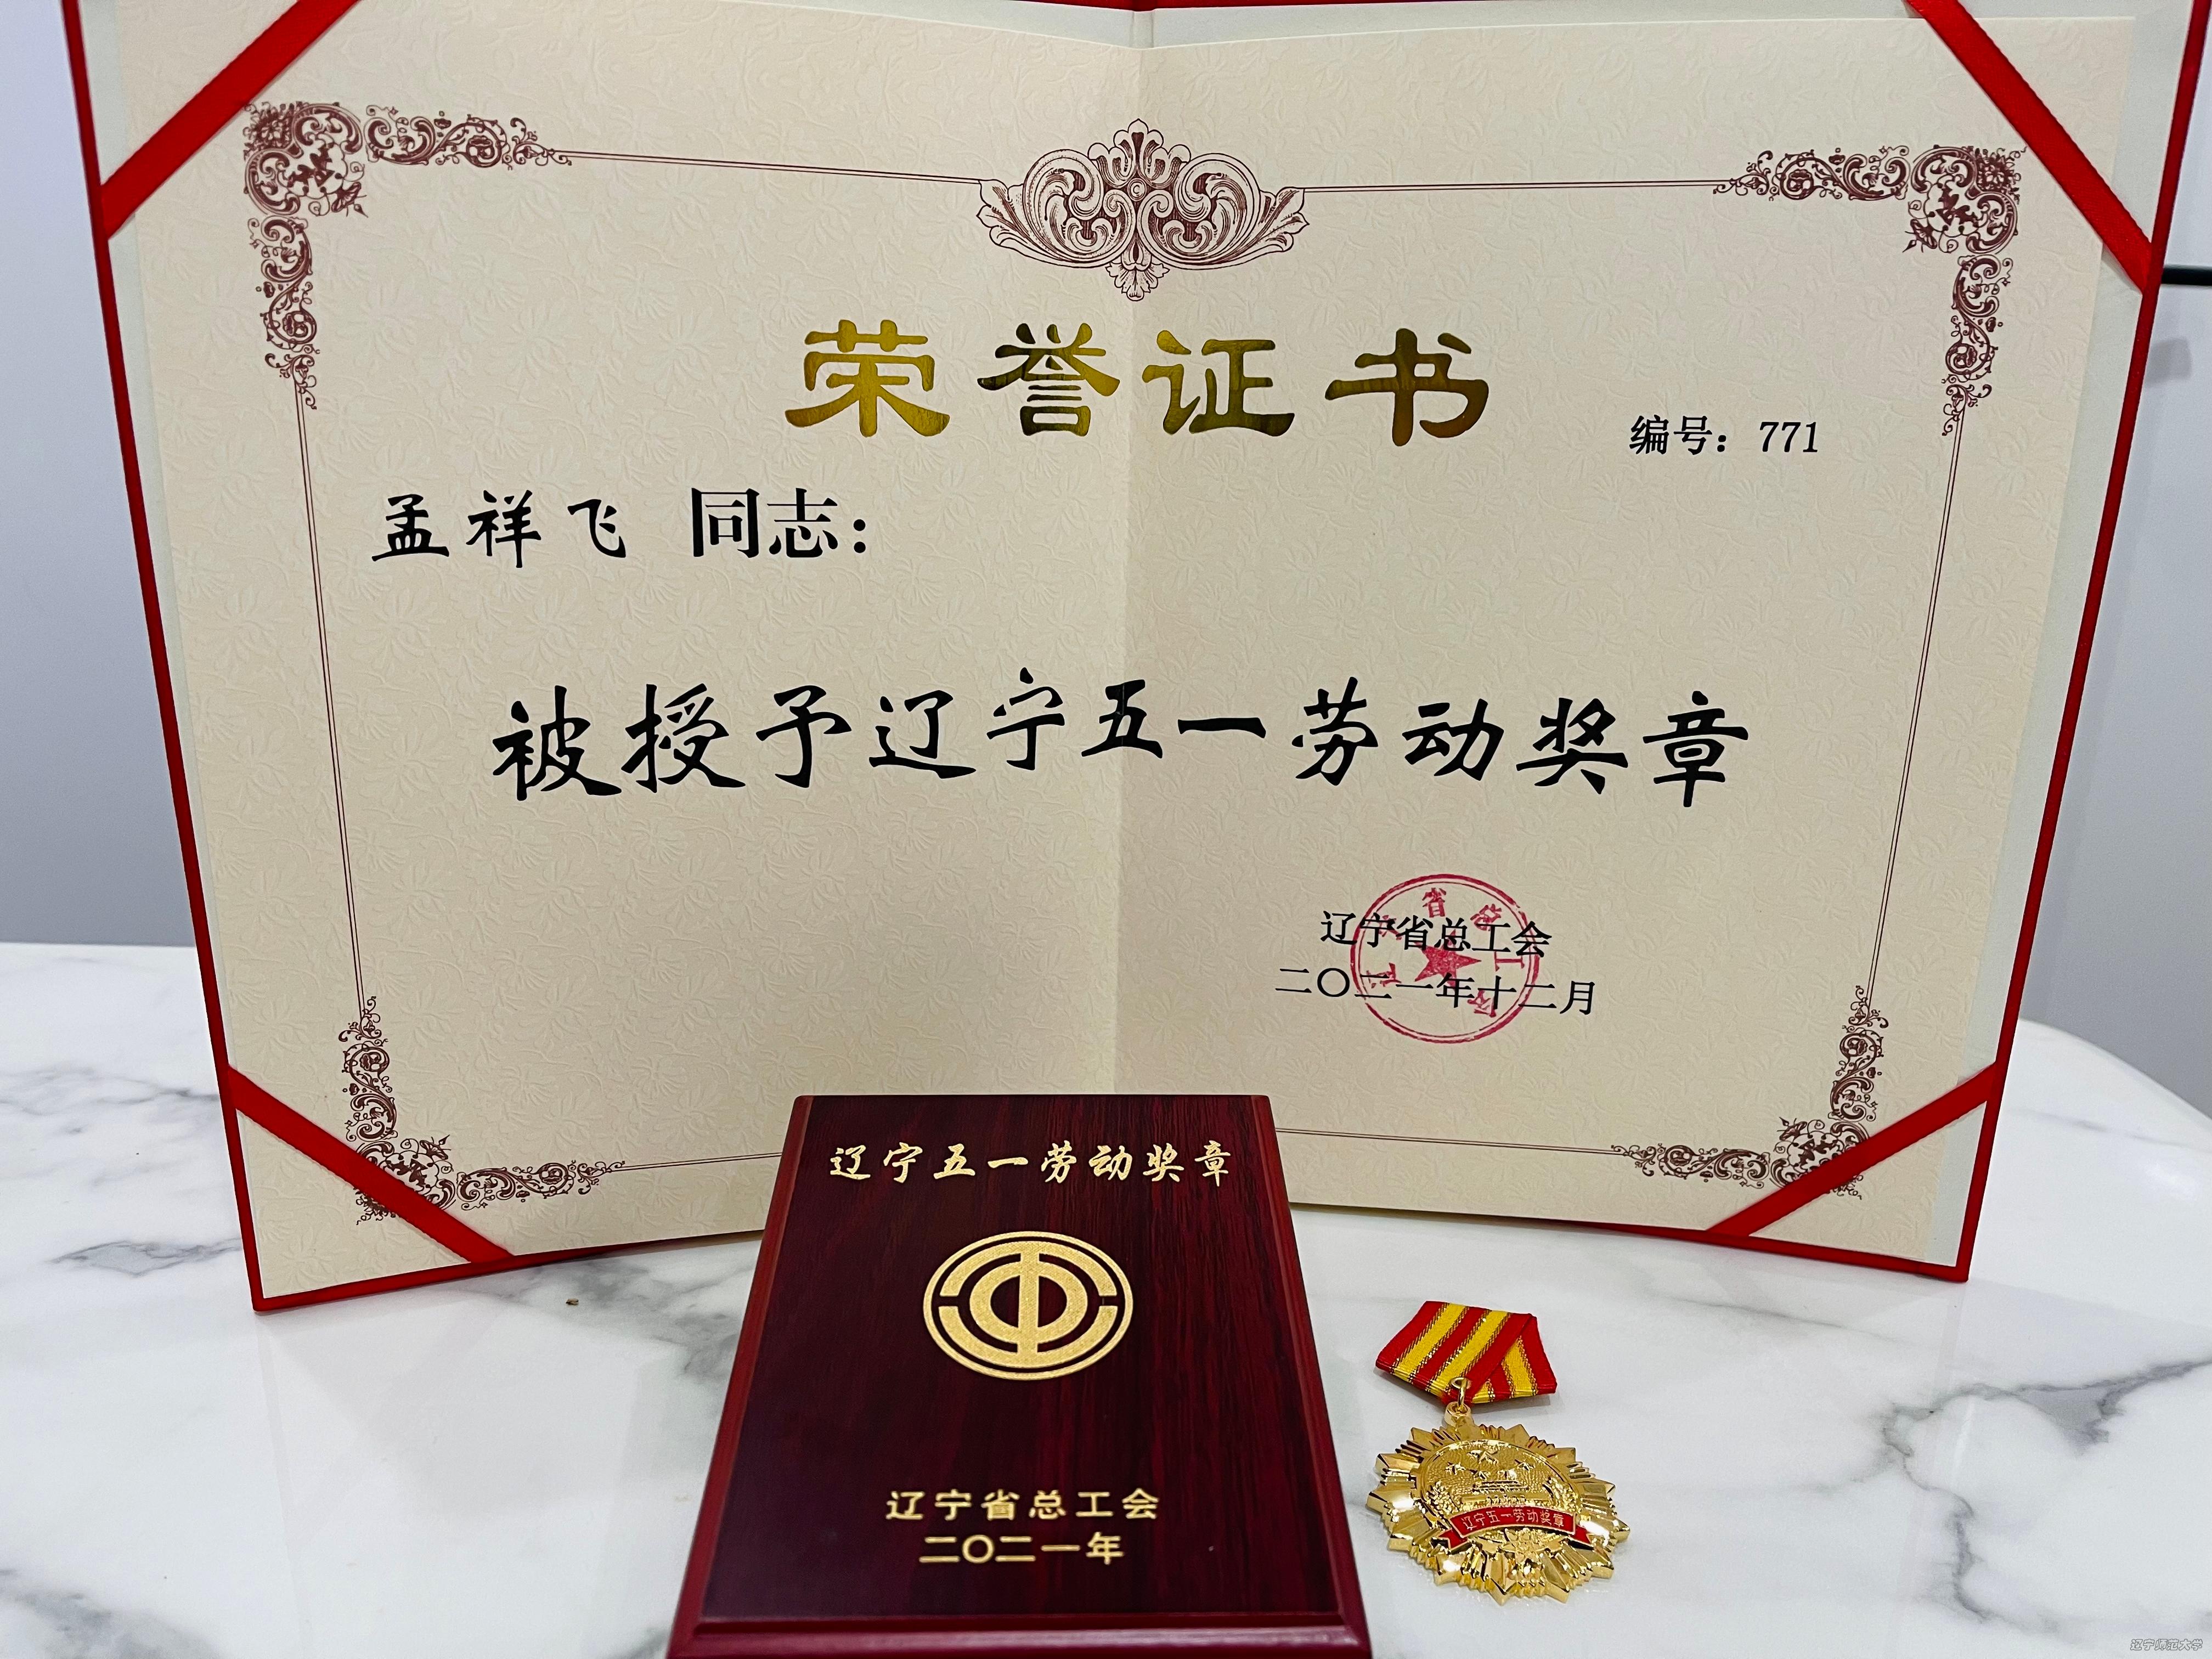 荣誉证书
编号：771
孟祥飞 同志：
被授予辽宁五一劳动奖章
辽宁省总工会
二〇二一年十二月
辽宁五一劳动奖章
辽宁省总工会
二〇二一年
辽宁五一劳动奖章
辽宁师范大学